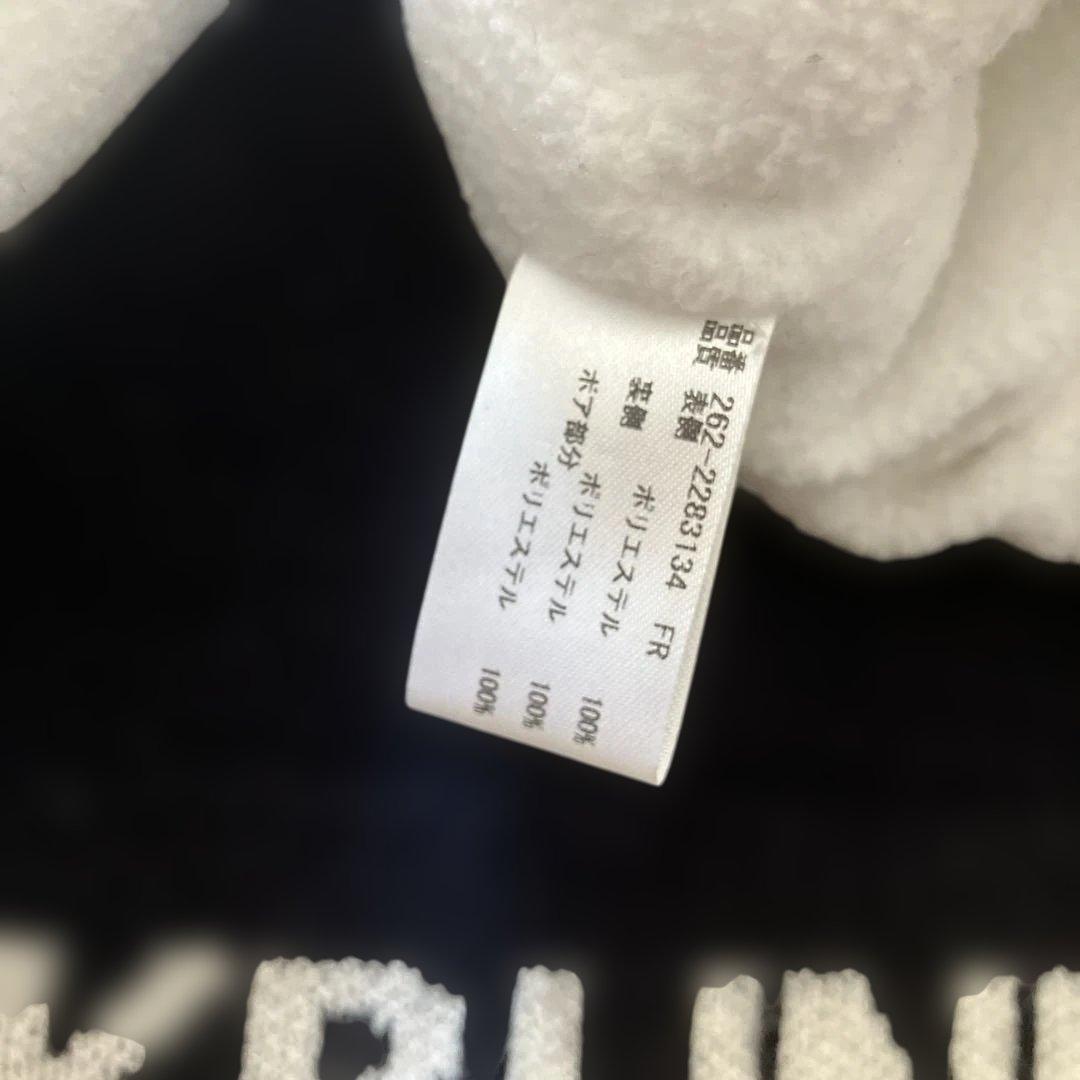 品番 262-2283134 FR
品質 表側 ポリエステル 100%
裏側 ポリエステル 100%
ボア部分 ポリエステル 100%